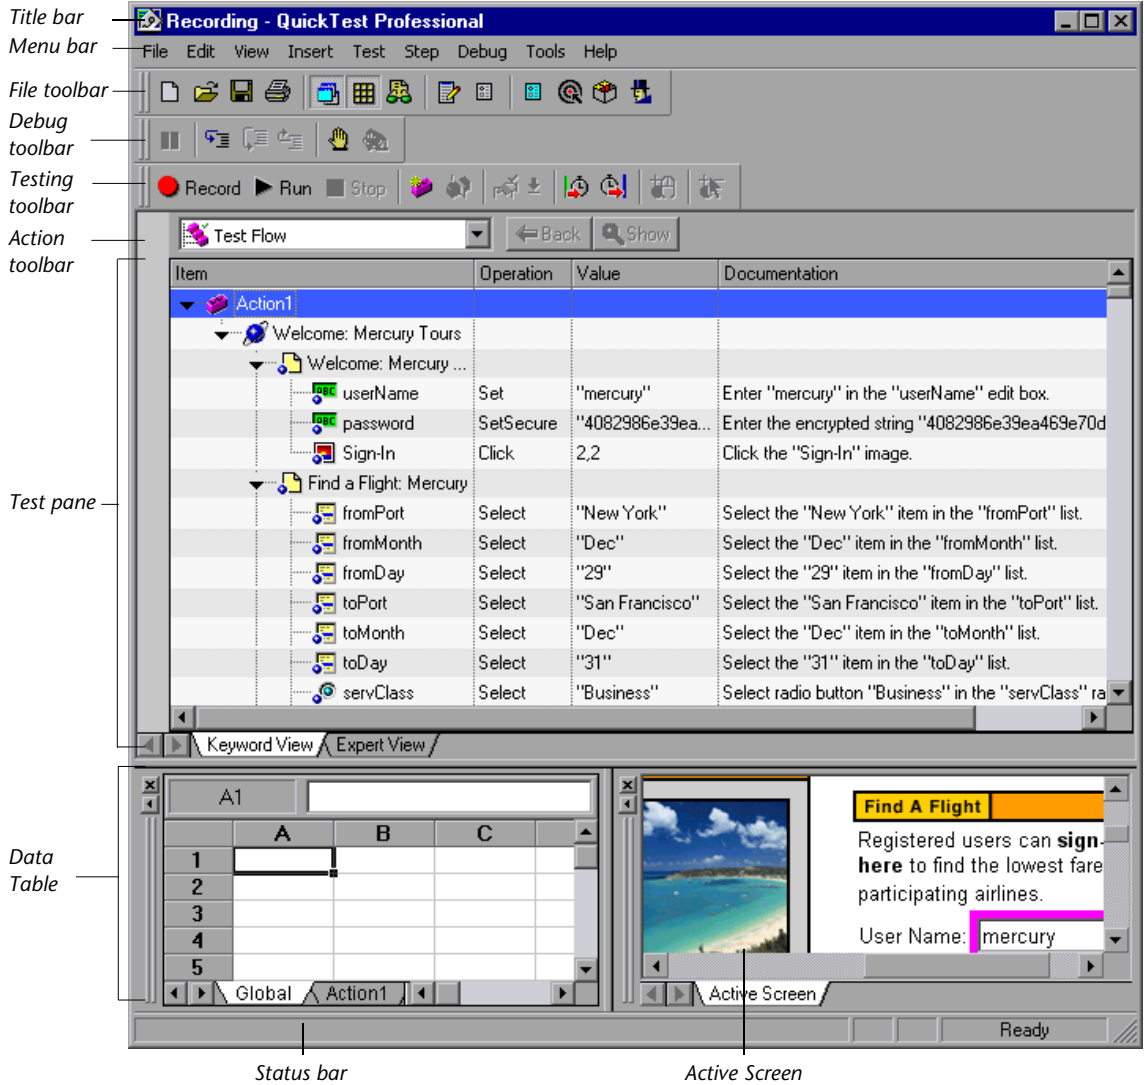 Title bar
Recording - QuickTest Professional
Menu bar
File Edit View Insert Test Step Debug Tools Help
File toolbar
Debug
toolbar
Testing
toolbar
Record Run Stop
Action
toolbar
Test Flow Back Show
Item Operation Value Documentation
Action1
Welcome: Mercury Tours
Welcome: Mercury ...
ABC userName Set "mercury" Enter "mercury" in the "userName" edit box.
ABC password SetSecure "4082986e39ea... Enter the encrypted string "4082986e39ea469e70d
Sign-In Click 2,2 Click the "Sign-In" image.
Find a Flight: Mercury
Test pane
fromPort Select "New York" Select the "New York" item in the "fromPort" list.
fromMonth Select "Dec" Select the "Dec" item in the "fromMonth" list.
fromDay Select "29" Select the "29" item in the "fromDay" list.
toPort Select "San Francisco" Select the "San Francisco" item in the "toPort" list.
toMonth Select "Dec" Select the "Dec" item in the "toMonth" list.
toDay Select "31" Select the "31" item in the "toDay" list.
servClass Select "Business" Select radio button "Business" in the "servClass" ra
Keyword View Expert View
Data
Table
A1
A B C
1
2
3
4
5
Global Action1
Find A Flight
Registered users can sign-
here to find the lowest fare
participating airlines.
User Name: mercury
Active Screen
Ready
Status bar
Active Screen